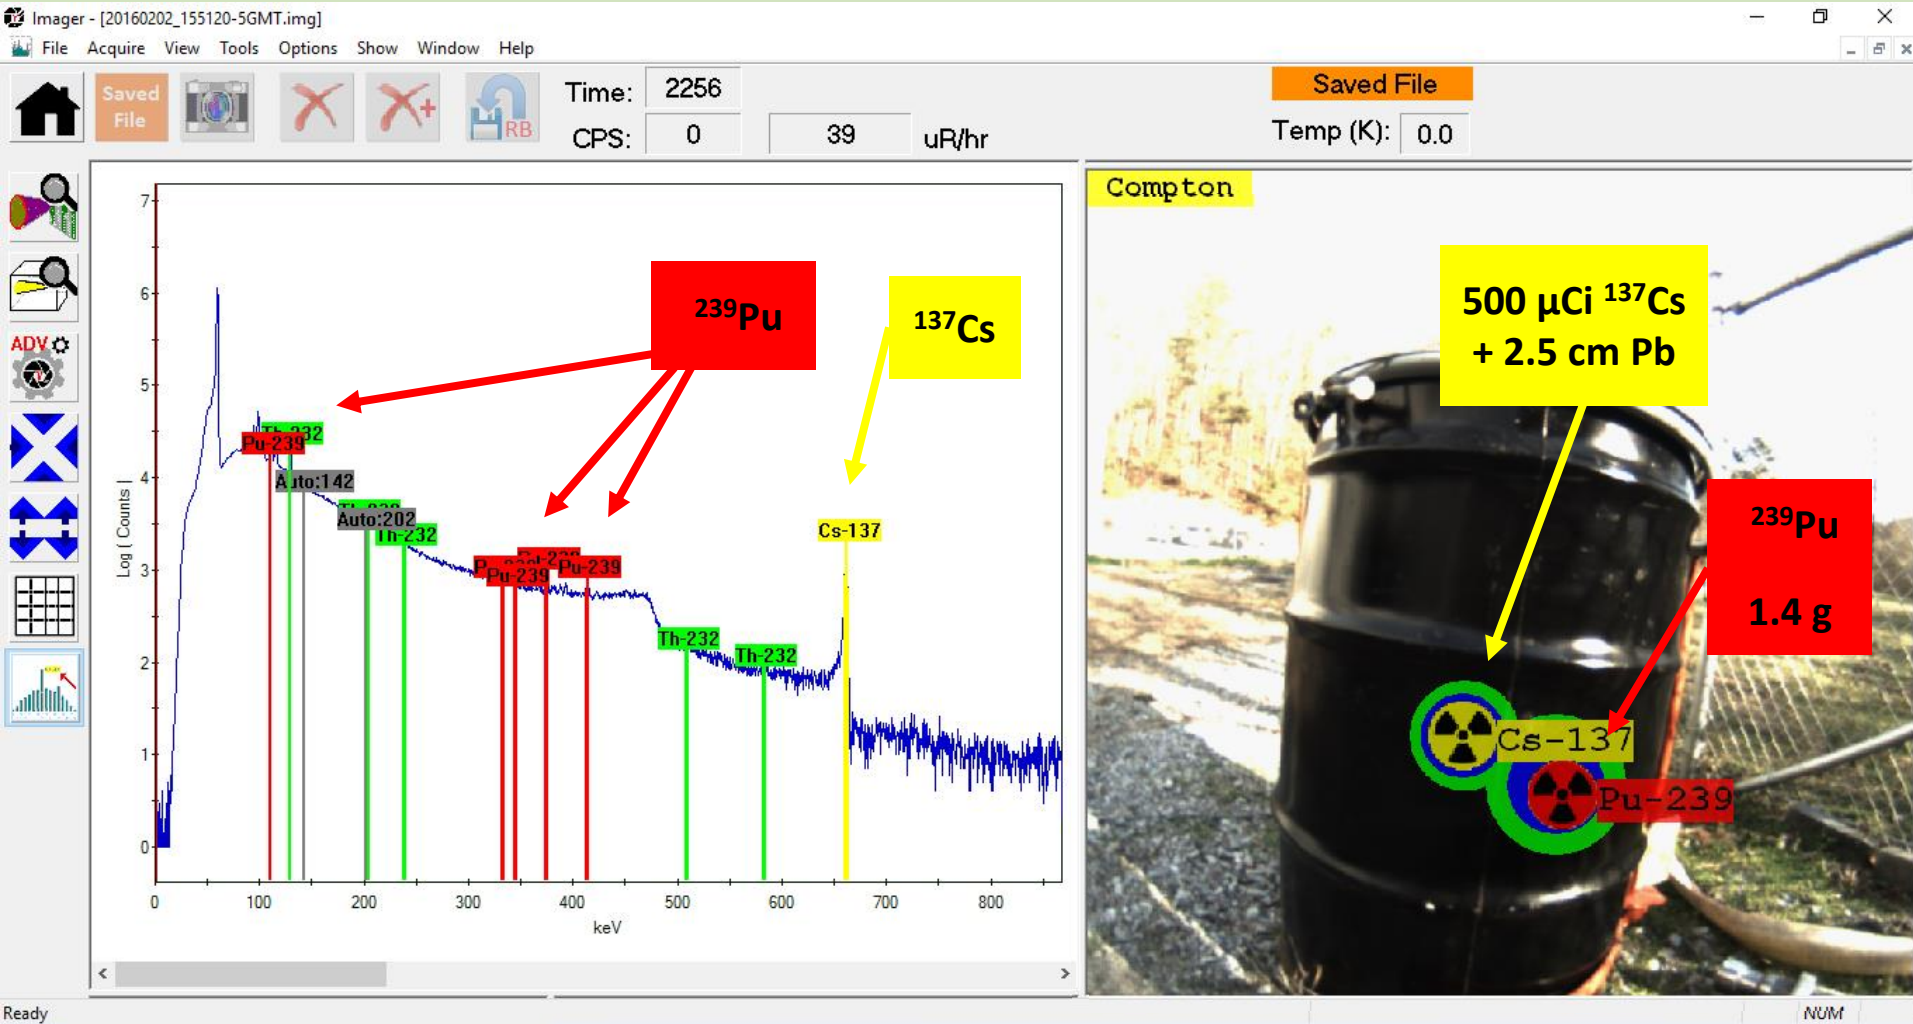 Imager - [20160202_155120-5GMT.img]
File Acquire View Tools Options Show Window Help
Saved
File
RB
Time: 2256
CPS: 0 39 uR/hr
Saved File
Temp (K): 0.0
ADV
Log ( Counts )
7
6
5
4
3
2
1
0
0 100 200 300 400 500 600 700 800
keV
²³⁹Pu
¹³⁷Cs
Th-232
Pu-239
Auto:142
Auto:202
Th-232
Pu-239
Pu-239
Cs-137
Th-232
Th-232
Compton
500 µCi ¹³⁷Cs
+ 2.5 cm Pb
²³⁹Pu
1.4 g
Cs-137
Pu-239
Ready
NUM